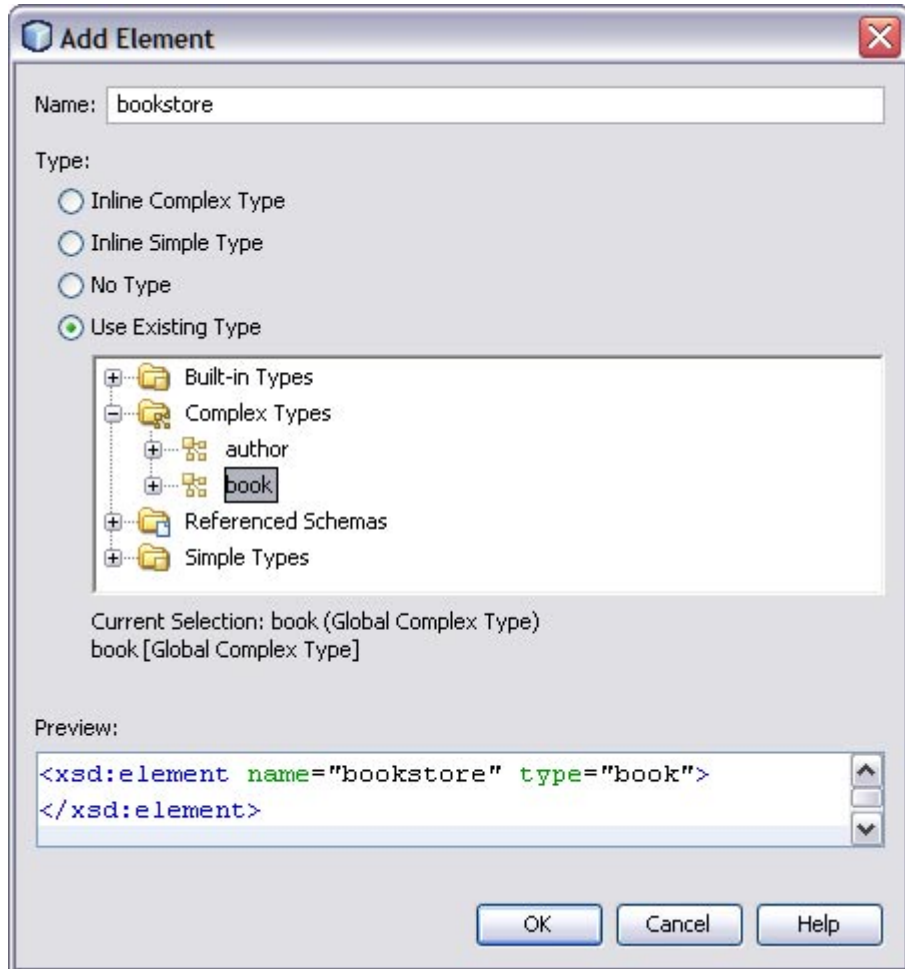 Add Element
Name: bookstore
Type:
Inline Complex Type
Inline Simple Type
No Type
Use Existing Type
Built-in Types
Complex Types
author
book
Referenced Schemas
Simple Types
Current Selection: book (Global Complex Type)
book [Global Complex Type]
Preview:
<xsd:element name="bookstore" type="book">
</xsd:element>
OK Cancel Help